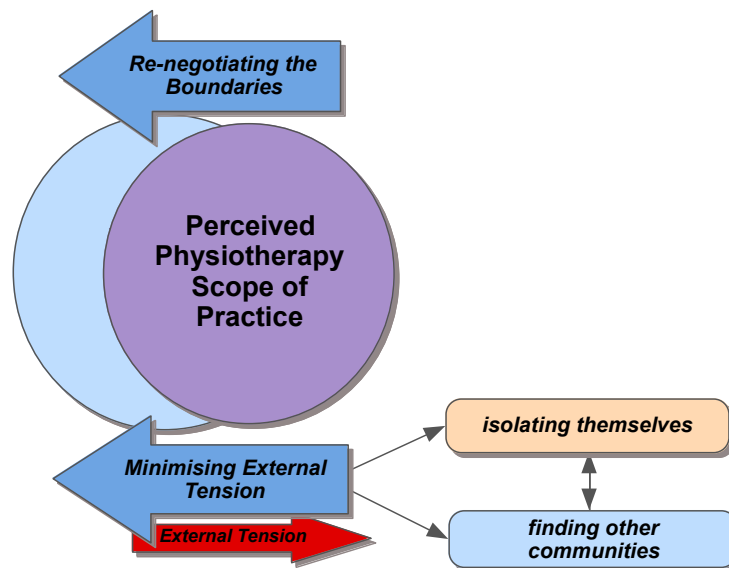 Re-negotiating the
Boundaries
Perceived
Physiotherapy
Scope of
Practice
isolating themselves
Minimising External
Tension
External Tension
finding other
communities